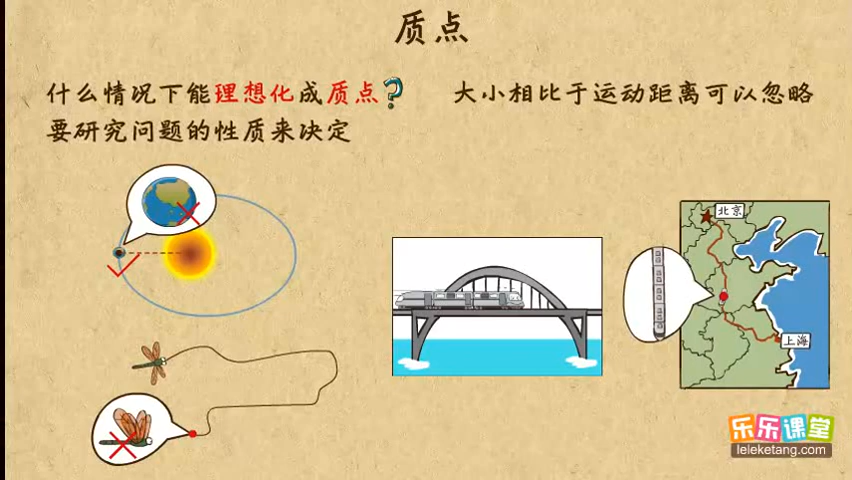 质点
什么情况下能理想化成质点?
大小相比于运动距离可以忽略
要研究问题的性质来决定
北京
上海
乐乐课堂
leleketang.com